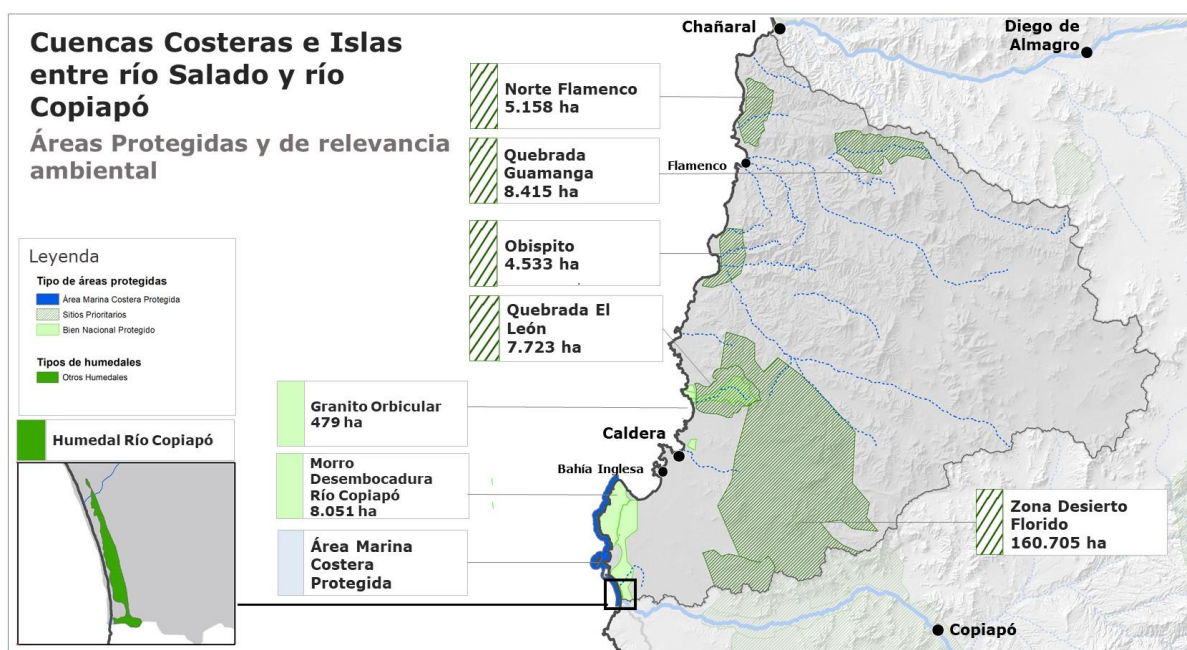 Cuencas Costeras e Islas
entre río Salado y río
Copiapó
Áreas Protegidas y de relevancia
ambiental
Chañaral
Diego de
Almagro
Norte Flamenco
5.158 ha
Quebrada
Guamanga
8.415 ha
Flamenco
Obispito
4.533 ha
Quebrada El
León
7.723 ha
Leyenda
Tipo de áreas protegidas
Área Marina Costera Protegida
Sitios Prioritarios
Bien Nacional Protegido
Tipos de humedales
Otros Humedales
Granito Orbicular
479 ha
Humedal Río Copiapó
Caldera
Bahía Inglesa
Morro
Desembocadura
Río Copiapó
8.051 ha
Zona Desierto
Florido
160.705 ha
Área Marina
Costera
Protegida
Copiapó